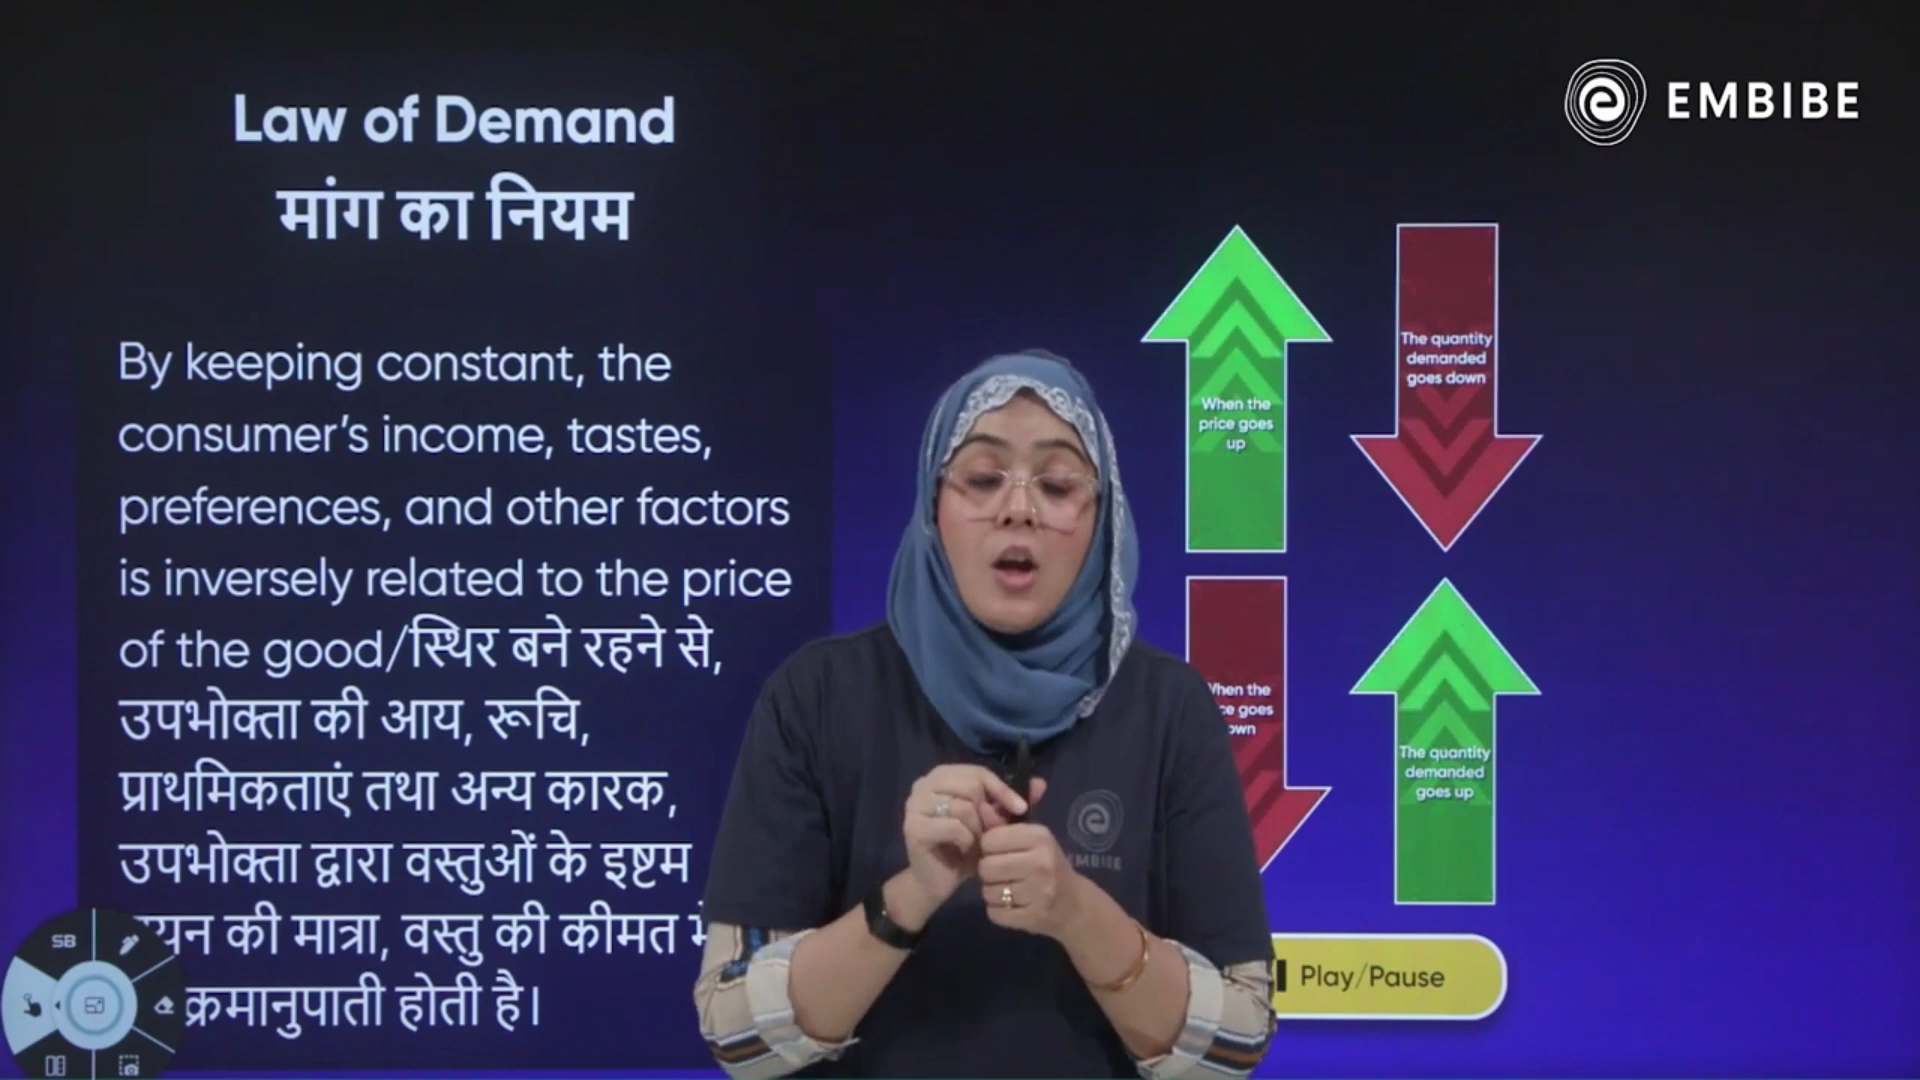 Law of Demand
मांग का नियम
By keeping constant, the
consumer's income, tastes,
preferences, and other factors
is inversely related to the price
of the good/स्थिर बने रहने से,
उपभोक्ता की आय, रूचि,
प्राथमिकताएं तथा अन्य कारक,
उपभोक्ता द्वारा वस्तुओं के इष्टम
की मात्रा, वस्तु की कीमत
क्रमानुपाती होती है।
SB
EMBIBE
When the
price goes
up
The quantity
demanded
goes down
the
goes
The quantity
demanded
goes up
EMBIBE
Play/Pause